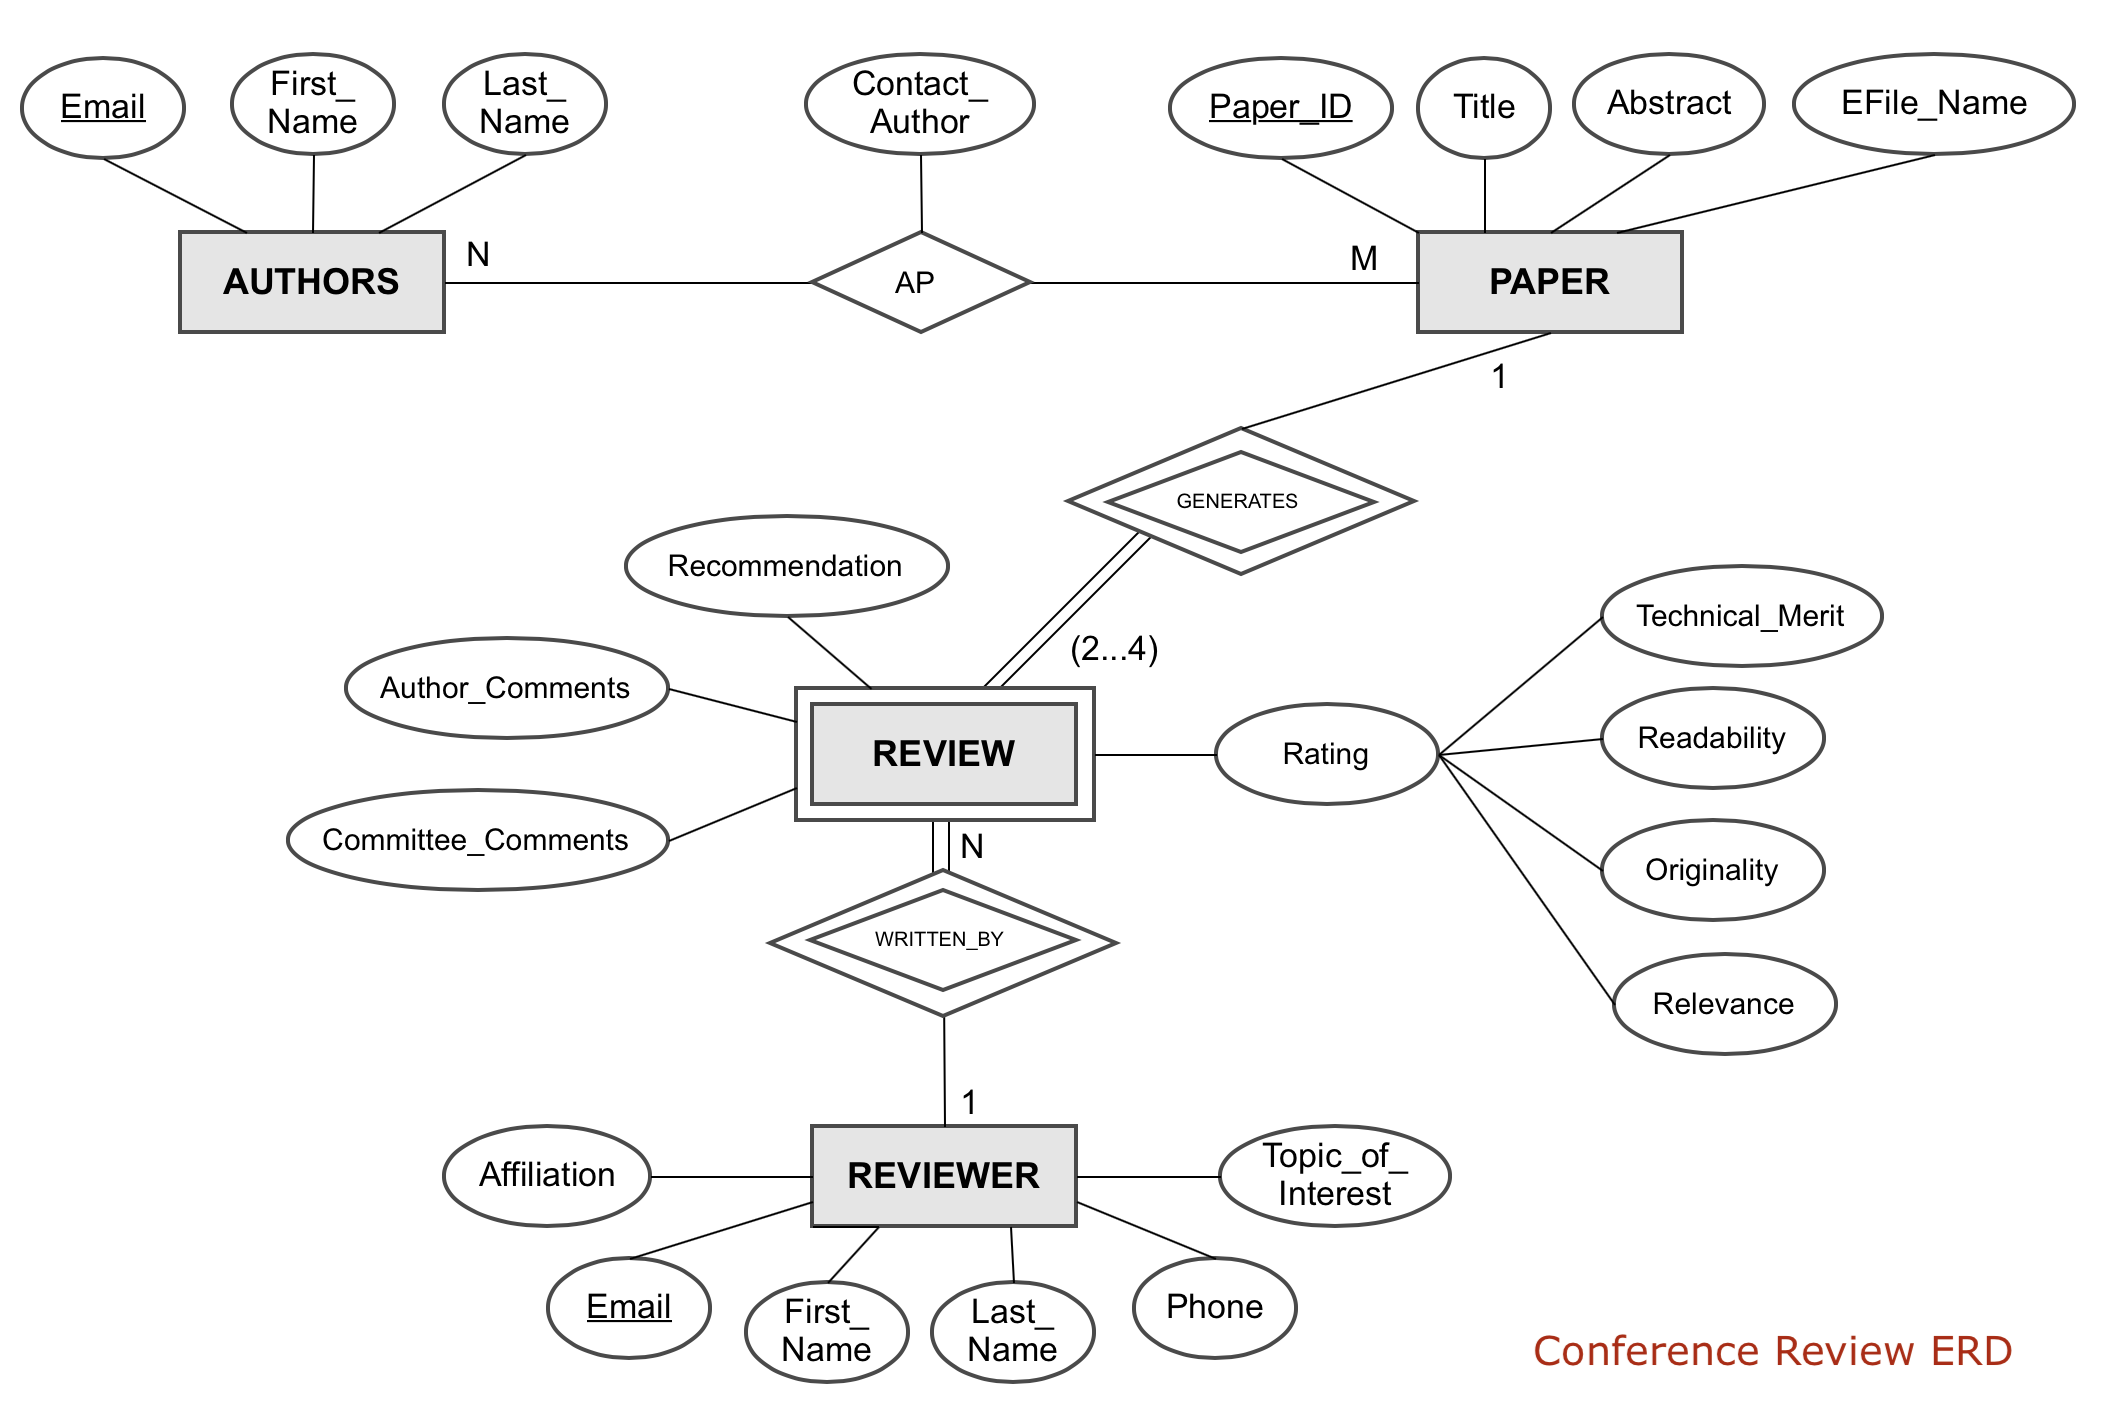 Email
First_
Name
Last_
Name
Contact_
Author
Paper_ID
Title
Abstract
EFile_Name
AUTHORS
N
AP
M
PAPER
1
GENERATES
Recommendation
(2...4)
Technical_Merit
Author_Comments
REVIEW
Rating
Readability
Committee_Comments
N
Originality
WRITTEN_BY
Relevance
1
Affiliation
REVIEWER
Topic_of_
Interest
Email
First_
Name
Last_
Name
Phone
Conference Review ERD